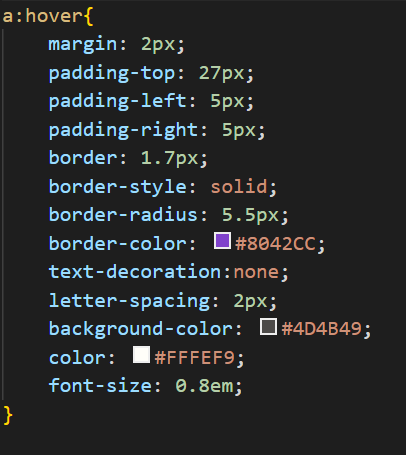 a:hover{
margin: 2px;
padding-top: 27px;
padding-left: 5px;
padding-right: 5px;
border: 1.7px;
border-style: solid;
border-radius: 5.5px;
border-color: #8042CC;
text-decoration:none;
letter-spacing: 2px;
background-color: #4D4B49;
color: #FFFEF9;
font-size: 0.8em;
}